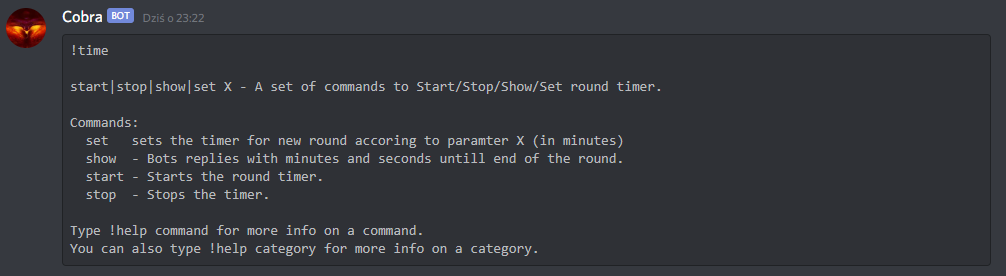 Cobra BOT Dziś o 23:22
!time
start|stop|show|set X - A set of commands to Start/Stop/Show/Set round timer.
Commands:
set   sets the timer for new round accoring to paramter X (in minutes)
show  - Bots replies with minutes and seconds untill end of the round.
start - Starts the round timer.
stop  - Stops the timer.
Type !help command for more info on a command.
You can also type !help category for more info on a category.